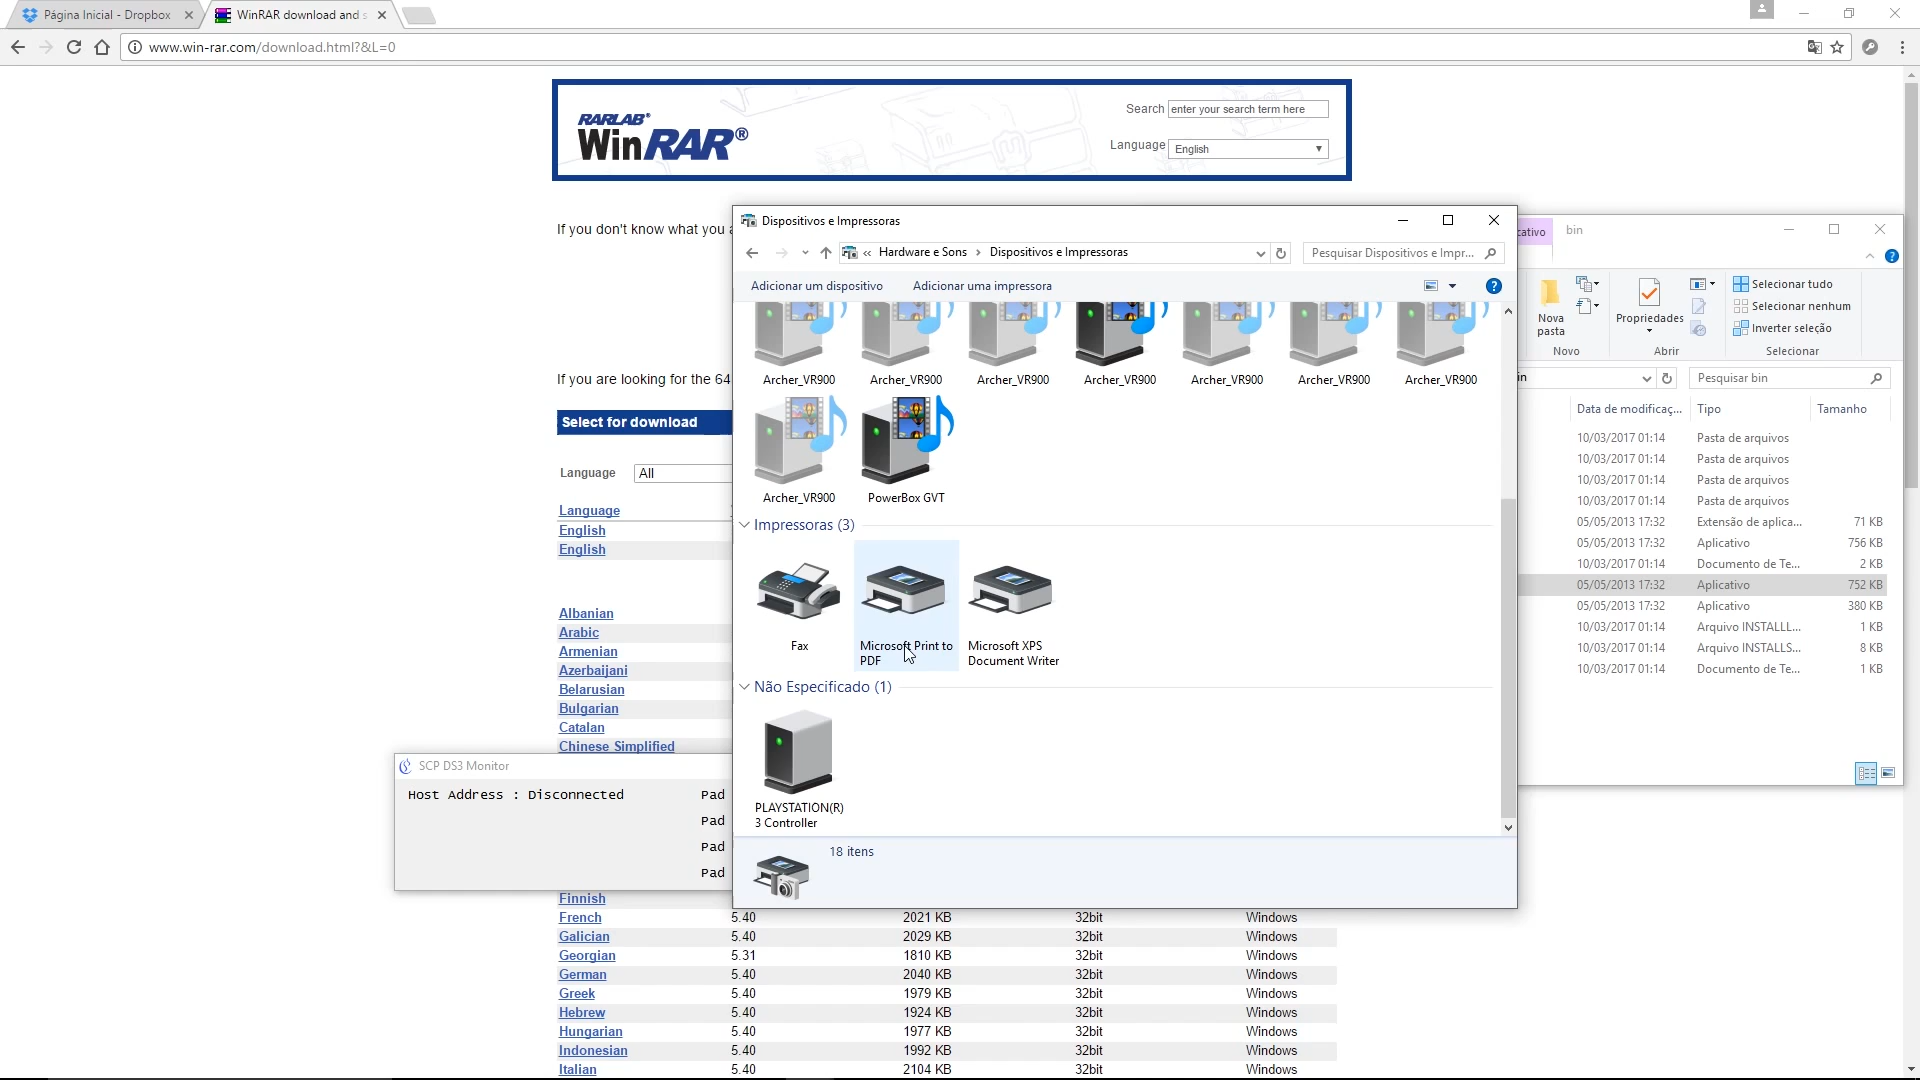 Página Inicial - Dropbox
WinRAR download and s
www.win-rar.com/download.html?&L=0
RARLAB®
WinRAR®
Search enter your search term here
Language English
If you don't know what you a
If you are looking for the 64
Select for download
Language All
Language
English
English
Albanian
Arabic
Armenian
Azerbaijani
Belarusian
Bulgarian
Catalan
Chinese Simplified
Dispositivos e Impressoras
« Hardware e Sons › Dispositivos e Impressoras
Pesquisar Dispositivos e Impr...
Adicionar um dispositivo Adicionar uma impressora
Archer_VR900 Archer_VR900 Archer_VR900 Archer_VR900 Archer_VR900 Archer_VR900 Archer_VR900
Archer_VR900 PowerBox GVT
Impressoras (3)
Fax
Microsoft Print to
PDF
Microsoft XPS
Document Writer
Não Especificado (1)
PLAYSTATION(R)
3 Controller
18 itens
cativo bin
Nova
pasta
Propriedades
Selecionar tudo
Selecionar nenhum
Inverter seleção
Novo Abrir Selecionar
in
Pesquisar bin
Data de modificaç... Tipo Tamanho
10/03/2017 01:14 Pasta de arquivos
10/03/2017 01:14 Pasta de arquivos
10/03/2017 01:14 Pasta de arquivos
10/03/2017 01:14 Pasta de arquivos
05/05/2013 17:32 Extensão de aplica... 71 KB
05/05/2013 17:32 Aplicativo 756 KB
10/03/2017 01:14 Documento de Te... 2 KB
05/05/2013 17:32 Aplicativo 752 KB
05/05/2013 17:32 Aplicativo 380 KB
10/03/2017 01:14 Arquivo INSTALLL... 1 KB
10/03/2017 01:14 Arquivo INSTALLS... 8 KB
10/03/2017 01:14 Documento de Te... 1 KB
SCP DS3 Monitor
Host Address : Disconnected Pad
Pad
Pad
Pad
Finnish
French 5.40 2021 KB 32bit Windows
Galician 5.40 2029 KB 32bit Windows
Georgian 5.31 1810 KB 32bit Windows
German 5.40 2040 KB 32bit Windows
Greek 5.40 1979 KB 32bit Windows
Hebrew 5.40 1924 KB 32bit Windows
Hungarian 5.40 1977 KB 32bit Windows
Indonesian 5.40 1992 KB 32bit Windows
Italian 5.40 2104 KB 32bit Windows